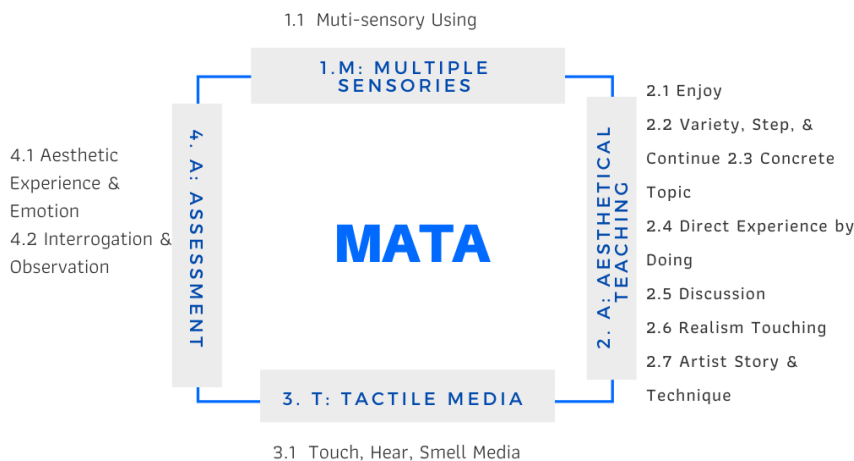 1.1 Muti-sensory Using
1.M: MULTIPLE
SENSORIES
2. A: AESTHETICAL
TEACHING
2.1 Enjoy
2.2 Variety, Step, &
Continue 2.3 Concrete
Topic
2.4 Direct Experience by
Doing
2.5 Discussion
2.6 Realism Touching
2.7 Artist Story &
Technique
3. T: TACTILE MEDIA
3.1 Touch, Hear, Smell Media
4. A: ASSESSMENT
4.1 Aesthetic
Experience &
Emotion
4.2 Interrogation &
Observation
MATA